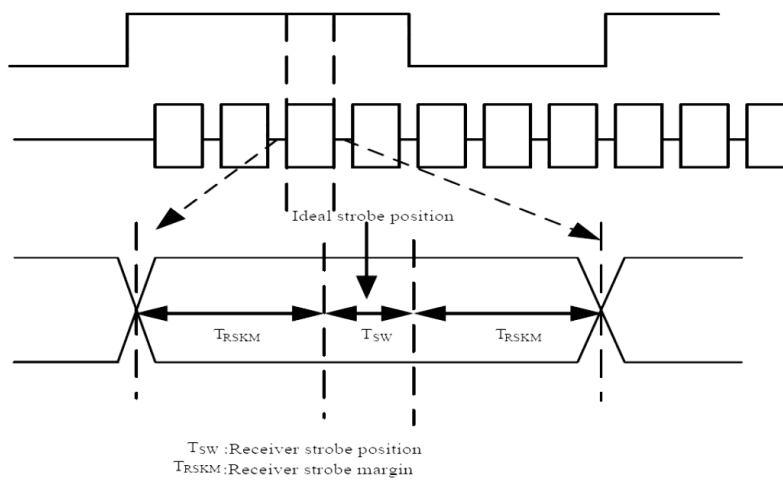 Ideal strobe position
TRSKM TSW TRSKM
TSW :Receiver strobe position
TRSKM:Receiver strobe margin